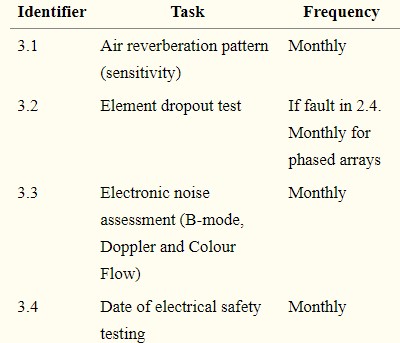 Identifier Task Frequency
3.1 Air reverberation pattern Monthly
(sensitivity)
3.2 Element dropout test If fault in 2.4.
Monthly for
phased arrays
3.3 Electronic noise Monthly
assessment (B-mode,
Doppler and Colour
Flow)
3.4 Date of electrical safety Monthly
testing